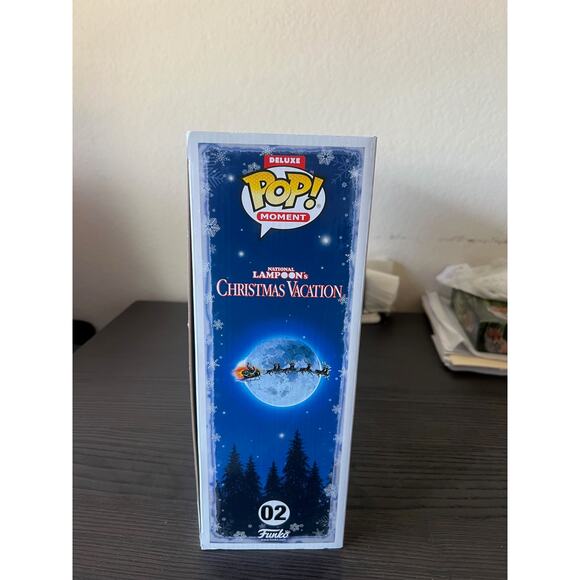 DELUXE
POP!
MOMENT
NATIONAL
LAMPOON's
CHRISTMAS VACATION
02
Funko